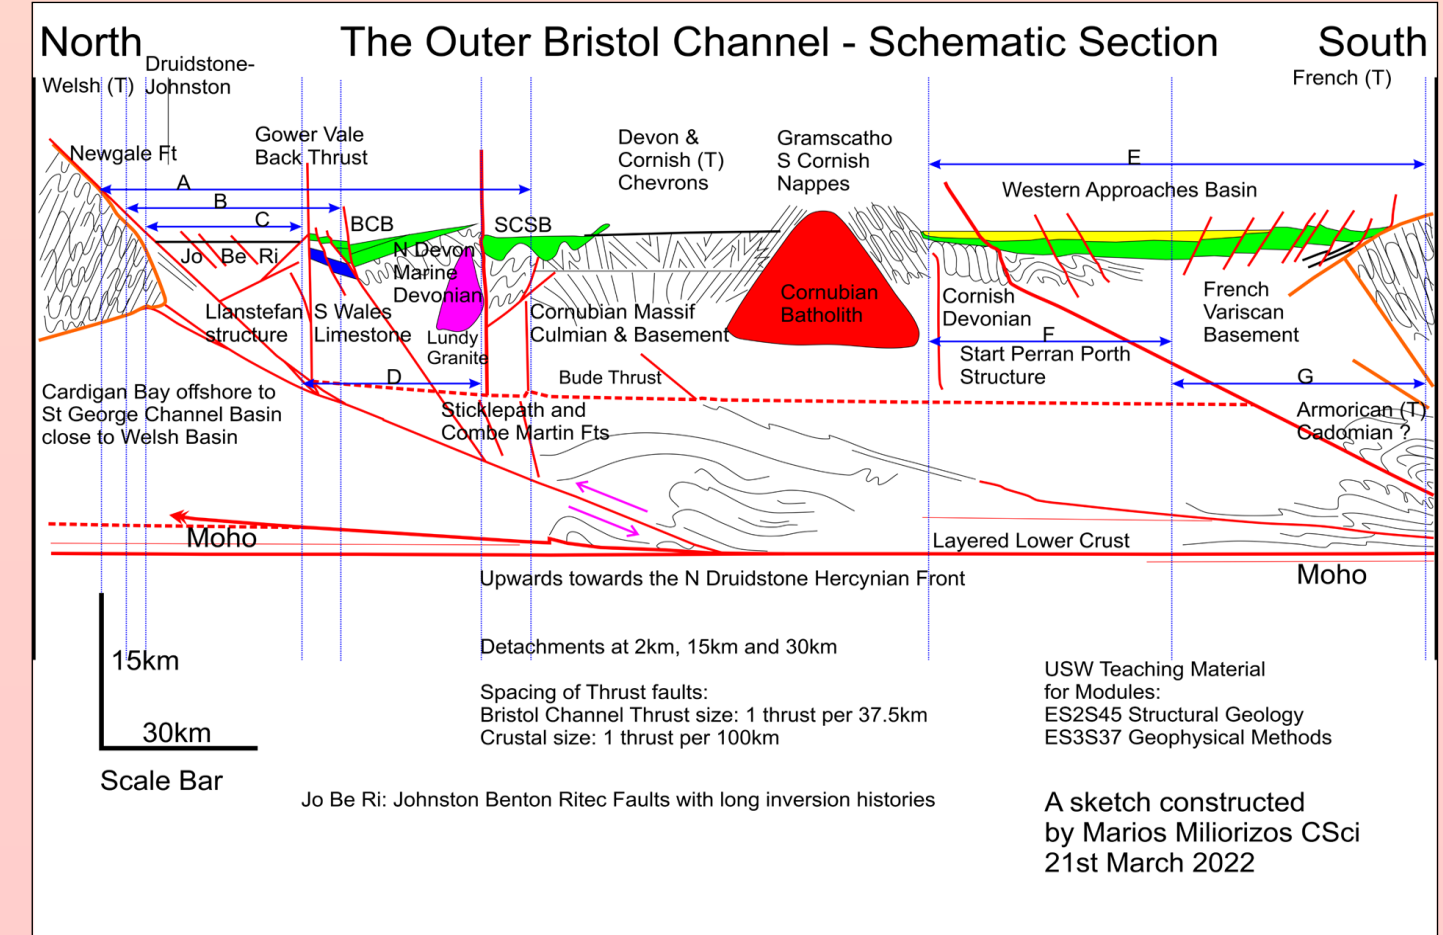 North
The Outer Bristol Channel - Schematic Section
South
Druidstone-
Johnston
Welsh (T)
French (T)
Newgale Ft
Gower Vale
Back Thrust
Devon &
Cornish (T)
Chevrons
Gramscatho
S Cornish
Nappes
A
B
C
E
Western Approaches Basin
BCB
SCSB
Jo Be Ri
N Devon
Marine
Devonian
Llanstefan
structure
S Wales
Limestone
Lundy
Granite
Cornubian Massif
Culmian & Basement
Cornubian
Batholith
Cornish
Devonian
F
Start Perran Porth
Structure
French
Variscan
Basement
D
Bude Thrust
G
Cardigan Bay offshore to
St George Channel Basin
close to Welsh Basin
Sticklepath and
Combe Martin Fts
Armorican (T)
Cadomian ?
Moho
Layered Lower Crust
Moho
Upwards towards the N Druidstone Hercynian Front
15km
30km
Scale Bar
Detachments at 2km, 15km and 30km
Spacing of Thrust faults:
Bristol Channel Thrust size: 1 thrust per 37.5km
Crustal size: 1 thrust per 100km
USW Teaching Material
for Modules:
ES2S45 Structural Geology
ES3S37 Geophysical Methods
Jo Be Ri: Johnston Benton Ritec Faults with long inversion histories
A sketch constructed
by Marios Miliorizos CSci
21st March 2022